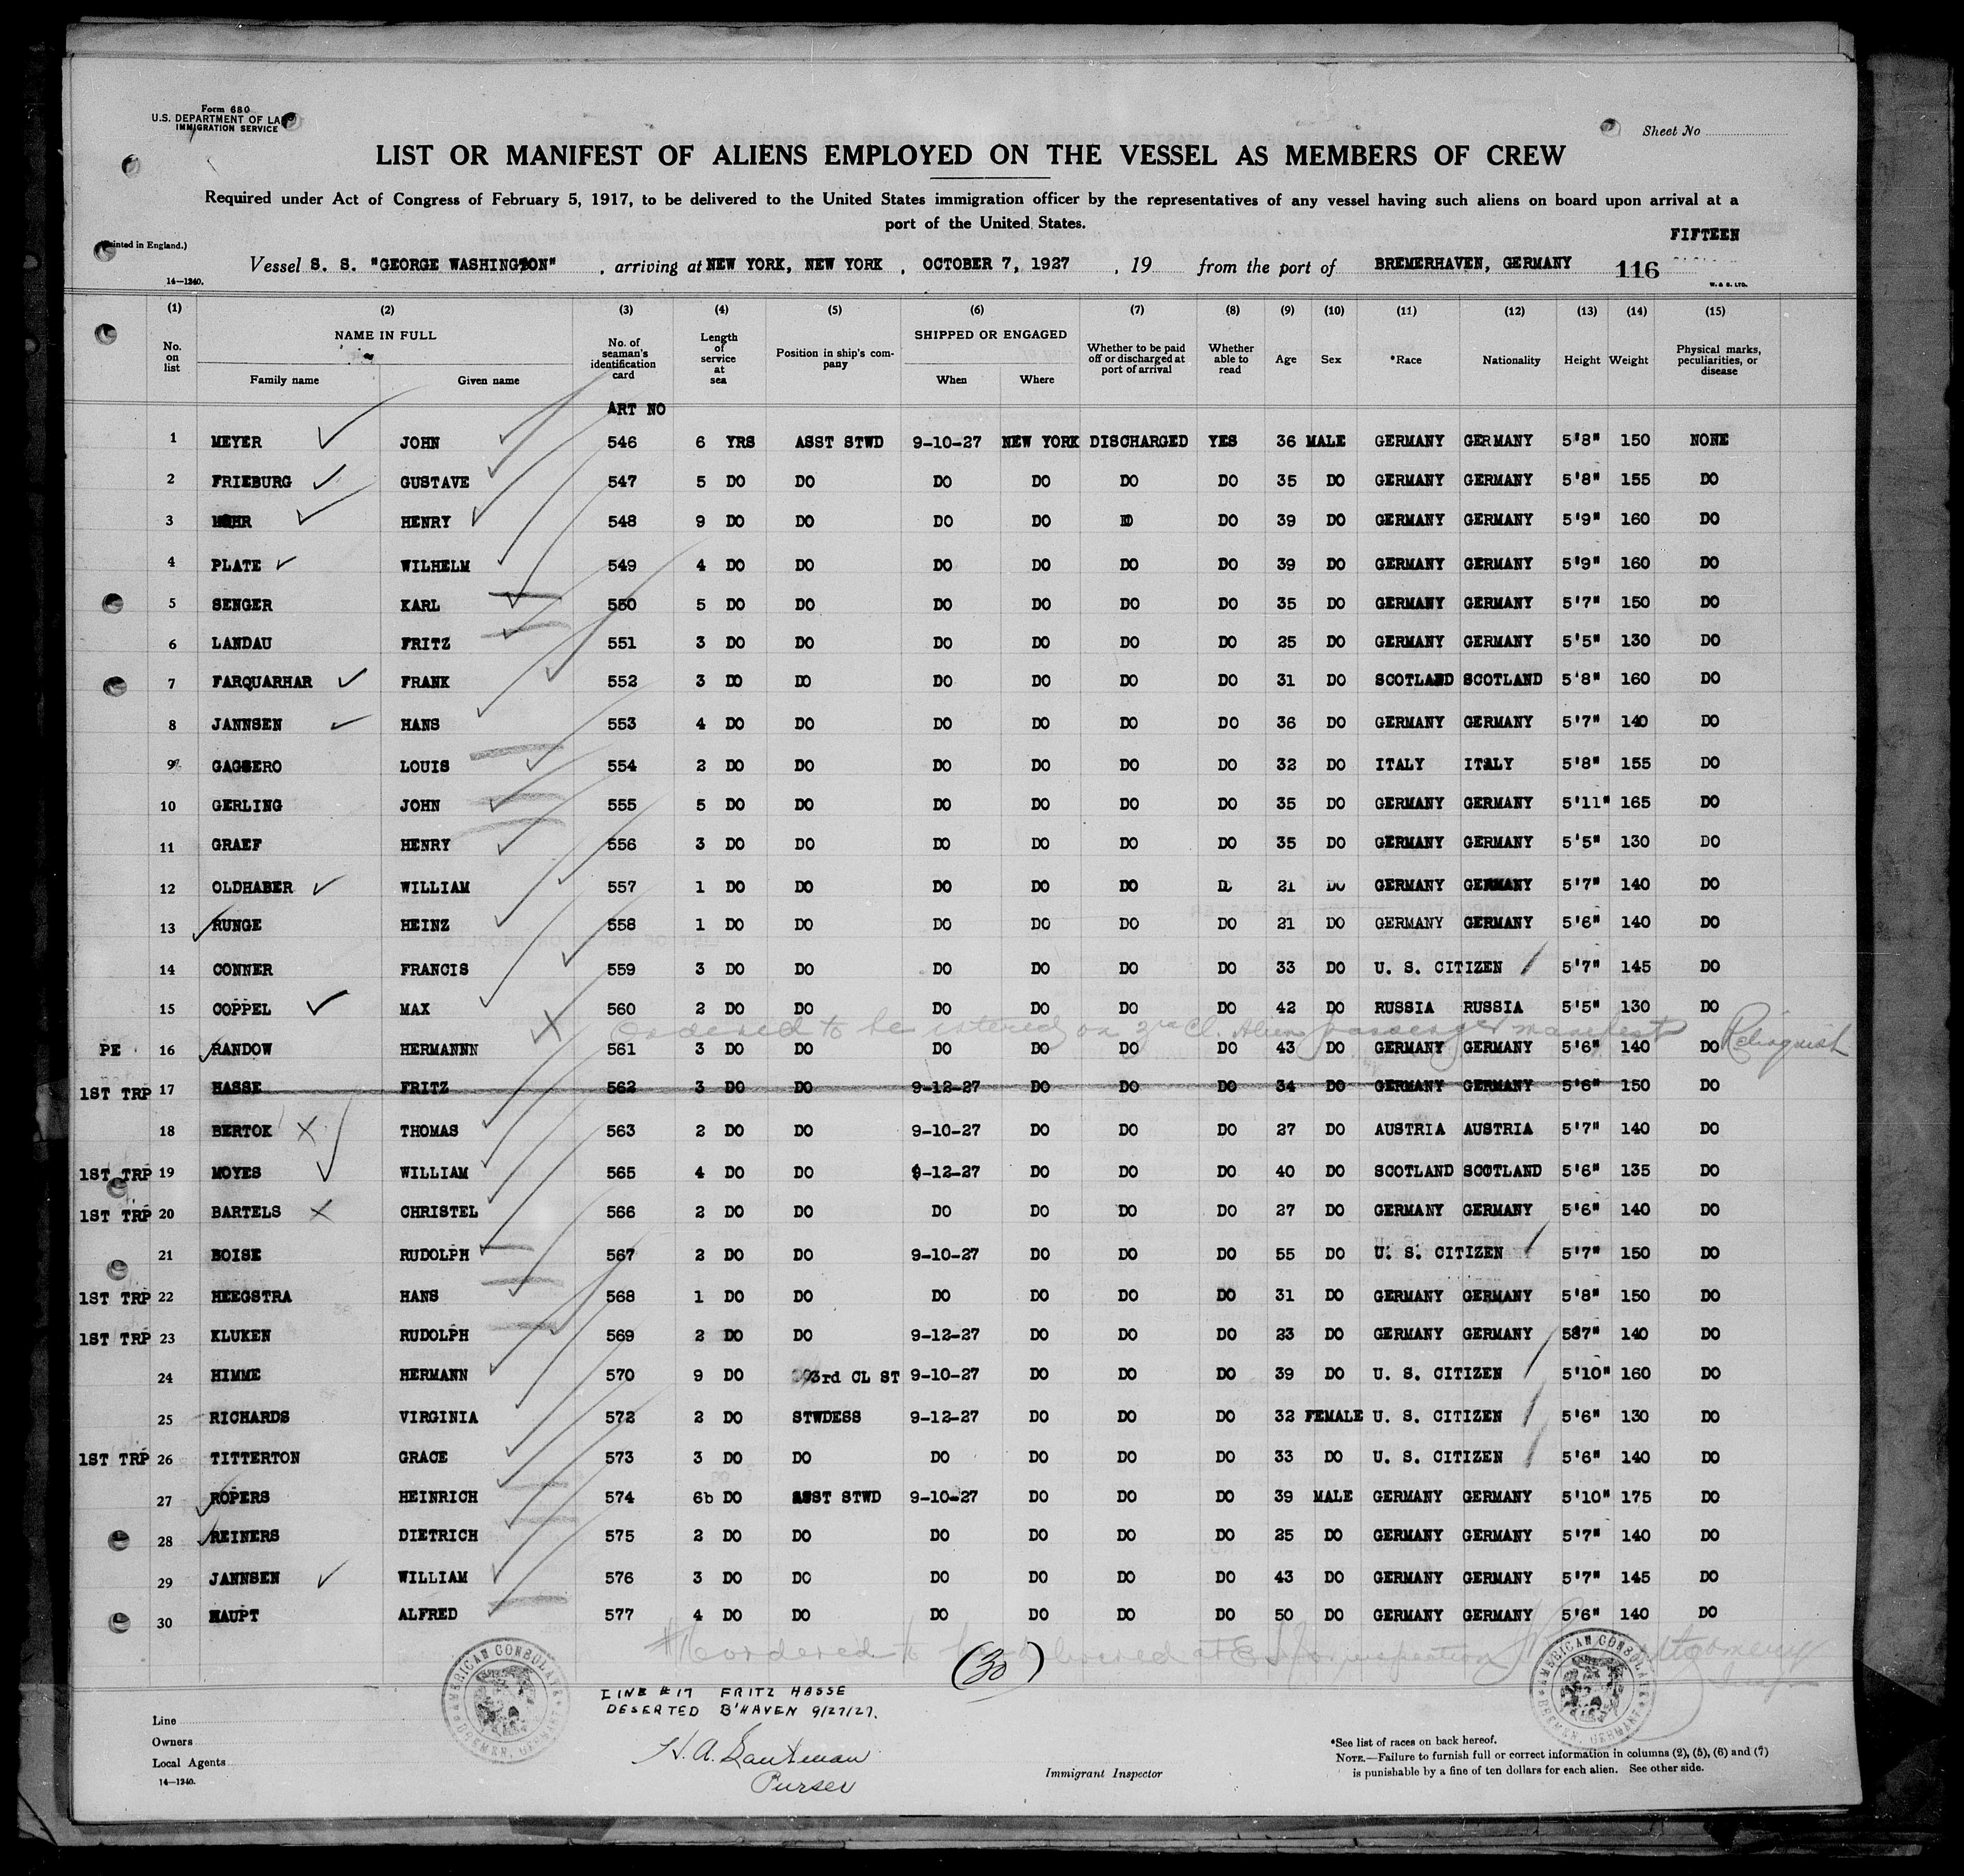 Form 680
U.S. DEPARTMENT OF LA
IMMIGRATION SERVICE
Sheet No
LIST OR MANIFEST OF ALIENS EMPLOYED ON THE VESSEL AS MEMBERS OF CREW
Required under Act of Congress of February 5, 1917, to be delivered to the United States immigration officer by the representatives of any vessel having such aliens on board upon arrival at a
port of the United States.
FIFTEEN
(Printed in England.)
Vessel S. S. "GEORGE WASHINGTON" , arriving at NEW YORK, NEW YORK , OCTOBER 7, 1927 , 19 from the port of BREMERHAVEN, GERMANY 116
14—1240. W. & S. LTD.
(1) (2) (3) (4) (5) (6) (7) (8) (9) (10) (11) (12) (13) (14) (15)
No. on list NAME IN FULL Family name Given name No. of seaman's identification card Length of service at sea Position in ship's company SHIPPED OR ENGAGED When Where Whether to be paid off or discharged at port of arrival Whether able to read Age Sex *Race Nationality Height Weight Physical marks, peculiarities, or disease
ART NO
1 MEYER JOHN 546 6 YRS ASST STWD 9-10-27 NEW YORK DISCHARGED YES 36 MALE GERMANY GERMANY 5'8" 150 NONE
2 FRIEBURG GUSTAVE 547 5 DO DO DO DO DO DO 35 DO GERMANY GERMANY 5'8" 155 DO
3 MOHR HENRY 548 9 DO DO DO DO DO DO 39 DO GERMANY GERMANY 5'9" 160 DO
4 PLATE WILHELM 549 4 DO DO DO DO DO DO 39 DO GERMANY GERMANY 5'9" 160 DO
5 SENGER KARL 550 5 DO DO DO DO DO DO 35 DO GERMANY GERMANY 5'7" 150 DO
6 LANDAU FRITZ 551 3 DO DO DO DO DO DO 25 DO GERMANY GERMANY 5'5" 130 DO
7 FARQUARHAR FRANK 552 3 DO DO DO DO DO DO 31 DO SCOTLAND SCOTLAND 5'8" 160 DO
8 JANNSEN HANS 553 4 DO DO DO DO DO DO 36 DO GERMANY GERMANY 5'7" 140 DO
9 GAGSERO LOUIS 554 2 DO DO DO DO DO DO 32 DO ITALY ITALY 5'8" 155 DO
10 GERLING JOHN 555 5 DO DO DO DO DO DO 35 DO GERMANY GERMANY 5'11" 165 DO
11 GRAEF HENRY 556 3 DO DO DO DO DO DO 35 DO GERMANY GERMANY 5'5" 130 DO
12 OLDHABER WILLIAM 557 1 DO DO DO DO DO DO 21 DO GERMANY GERMANY 5'7" 140 DO
13 RUNGE HEINZ 558 1 DO DO DO DO DO DO 21 DO GERMANY GERMANY 5'6" 140 DO
14 CONNER FRANCIS 559 3 DO DO DO DO DO DO 33 DO U. S. CITIZEN 5'7" 145 DO
15 COPPEL MAX 560 2 DO DO DO DO DO DO 42 DO RUSSIA RUSSIA 5'5" 130 DO
Ordered to be entered on 3rd Cl. Alien passenger manifest Relinquish
PE 16 RANDOW HERMANNN 561 3 DO DO DO DO DO DO 43 DO GERMANY GERMANY 5'6" 140 DO
1ST TRP 17 HASSE FRITZ 562 3 DO DO 9-12-27 DO DO DO 34 DO GERMANY GERMANY 5'6" 150 DO
18 BERTOK THOMAS 563 2 DO DO 9-10-27 DO DO DO 27 DO AUSTRIA AUSTRIA 5'7" 140 DO
1ST TRP 19 MOYES WILLIAM 565 4 DO DO 9-12-27 DO DO DO 40 DO SCOTLAND SCOTLAND 5'6" 135 DO
1ST TRP 20 BARTELS CHRISTEL 566 2 DO DO DO DO DO DO 27 DO GERMANY GERMANY 5'6" 140 DO
21 BOISE RUDOLPH 567 2 DO DO 9-10-27 DO DO DO 55 DO U. S. CITIZEN 5'7" 150 DO
1ST TRP 22 HEEGSTRA HANS 568 1 DO DO DO DO DO DO 31 DO GERMANY GERMANY 5'8" 150 DO
1ST TRP 23 KLUKEN RUDOLPH 569 2 DO DO 9-12-27 DO DO DO 23 DO GERMANY GERMANY 587" 140 DO
24 HIMME HERMANN 570 9 DO 3rd CL ST 9-10-27 DO DO DO 39 DO U. S. CITIZEN 5'10" 160 DO
25 RICHARDS VIRGINIA 572 2 DO STWDESS 9-12-27 DO DO DO 32 FEMALE U. S. CITIZEN 5'6" 130 DO
1ST TRP 26 TITTERTON GRACE 573 3 DO DO DO DO DO DO 33 DO U. S. CITIZEN 5'6" 140 DO
27 ROPERS HEINRICH 574 6b DO ASST STWD 9-10-27 DO DO DO 39 MALE GERMANY GERMANY 5'10" 175 DO
28 REINERS DIETRICH 575 2 DO DO DO DO DO DO 25 DO GERMANY GERMANY 5'7" 140 DO
29 JANNSEN WILLIAM 576 3 DO DO DO DO DO DO 43 DO GERMANY GERMANY 5'7" 145 DO
30 HAUPT ALFRED 577 4 DO DO DO DO DO DO 50 DO GERMANY GERMANY 5'6" 140 DO
ordered to be delivered at E I for inspection
(30)
AMERICAN CONSULATE BREMEN, GERMANY
AMERICAN CONSULATE BREMEN, GERMANY
LINE #17 FRITZ HASSE
DESERTED B'HAVEN 9/27/27.
H. A.
Purser
Line
Owners
Local Agents
14—1240.
Immigrant Inspector
*See list of races on back hereof.
NOTE.—Failure to furnish full or correct information in columns (2), (5), (6) and (7)
is punishable by a fine of ten dollars for each alien. See other side.